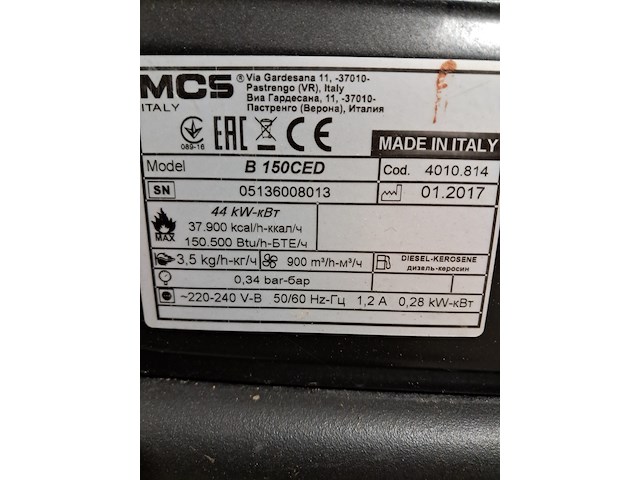 MCS ® Via Gardesana 11, -37010-
Pastrengo (VR), Italy
ITALY Виа Гардесана, 11, -37010-
Пастренго (Верона), Италия
089-16 EAC CE MADE IN ITALY
Model B 150CED Cod. 4010.814
SN 05136008013 01.2017
44 kW-кВт
37.900 kcal/h-ккал/ч
MAX 150.500 Btu/h-БТЕ/ч
3,5 kg/h-кг/ч 900 m³/h-м³/ч DIESEL-KEROSENE
дизель-керосин
0,34 bar-бар
~220-240 V-В 50/60 Hz-Гц 1,2 A 0,28 kW-кВт